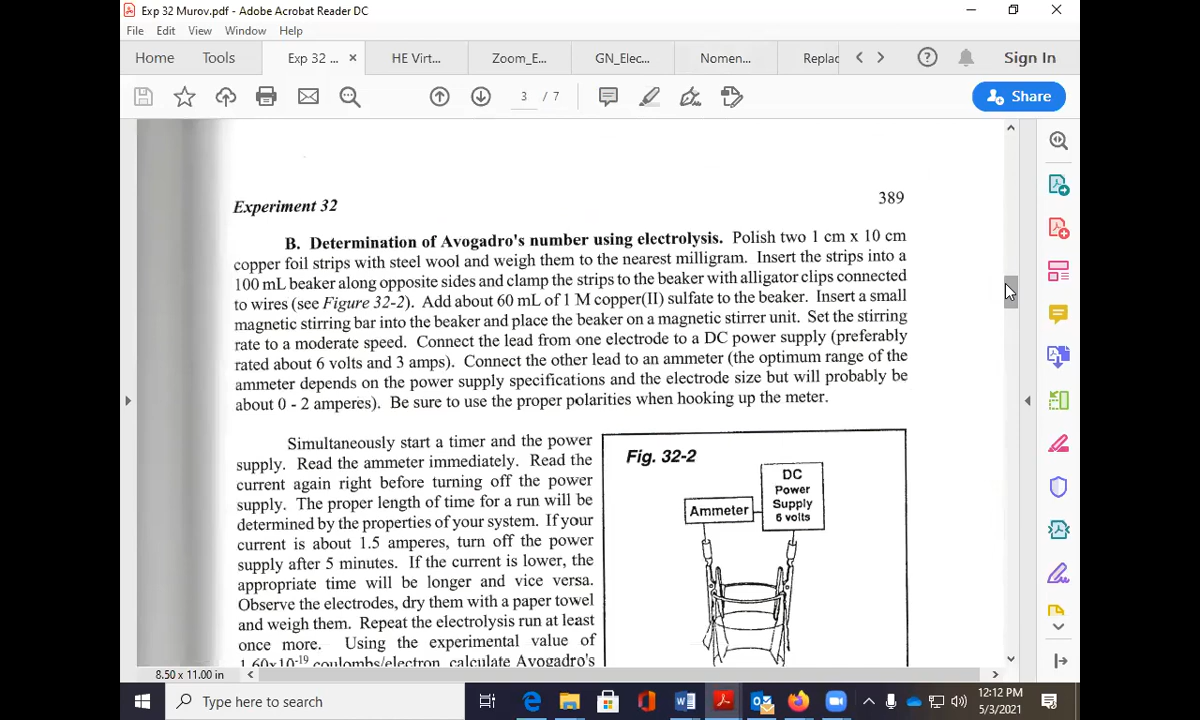 Exp 32 Murov.pdf - Adobe Acrobat Reader DC
File Edit View Window Help
Home Tools Exp 32 ... × HE Virt... Zoom_E... GN_Elec... Nomen... Replac Sign In
3 / 7 Share
Experiment 32 389
B. Determination of Avogadro's number using electrolysis. Polish two 1 cm x 10 cm
copper foil strips with steel wool and weigh them to the nearest milligram. Insert the strips into a
100 mL beaker along opposite sides and clamp the strips to the beaker with alligator clips connected
to wires (see Figure 32-2). Add about 60 mL of 1 M copper(II) sulfate to the beaker. Insert a small
magnetic stirring bar into the beaker and place the beaker on a magnetic stirrer unit. Set the stirring
rate to a moderate speed. Connect the lead from one electrode to a DC power supply (preferably
rated about 6 volts and 3 amps). Connect the other lead to an ammeter (the optimum range of the
ammeter depends on the power supply specifications and the electrode size but will probably be
about 0 - 2 amperes). Be sure to use the proper polarities when hooking up the meter.
Simultaneously start a timer and the power
supply. Read the ammeter immediately. Read the
current again right before turning off the power
supply. The proper length of time for a run will be
determined by the properties of your system. If your
current is about 1.5 amperes, turn off the power
supply after 5 minutes. If the current is lower, the
appropriate time will be longer and vice versa.
Observe the electrodes, dry them with a paper towel
and weigh them. Repeat the electrolysis run at least
once more. Using the experimental value of
1.60x10⁻¹⁹ coulombs/electron calculate Avogadro's
Fig. 32-2
Ammeter
DC
Power
Supply
6 volts
8.50 x 11.00 in
Type here to search
12:12 PM
5/3/2021